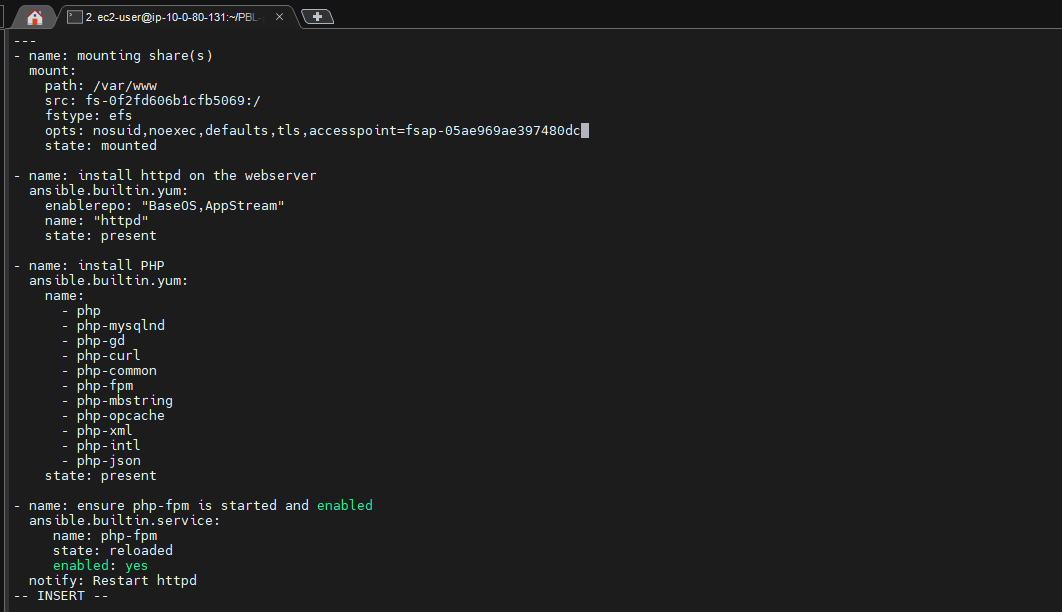 2. ec2-user@ip-10-0-80-131:~/PBL-
---
- name: mounting share(s)
  mount:
    path: /var/www
    src: fs-0f2fd606b1cfb5069:/
    fstype: efs
    opts: nosuid,noexec,defaults,tls,accesspoint=fsap-05ae969ae397480dc
    state: mounted

- name: install httpd on the webserver
  ansible.builtin.yum:
    enablerepo: "BaseOS,AppStream"
    name: "httpd"
    state: present

- name: install PHP
  ansible.builtin.yum:
    name:
      - php
      - php-mysqlnd
      - php-gd
      - php-curl
      - php-common
      - php-fpm
      - php-mbstring
      - php-opcache
      - php-xml
      - php-intl
      - php-json
    state: present

- name: ensure php-fpm is started and enabled
  ansible.builtin.service:
     name: php-fpm
     state: reloaded
     enabled: yes
  notify: Restart httpd
-- INSERT --